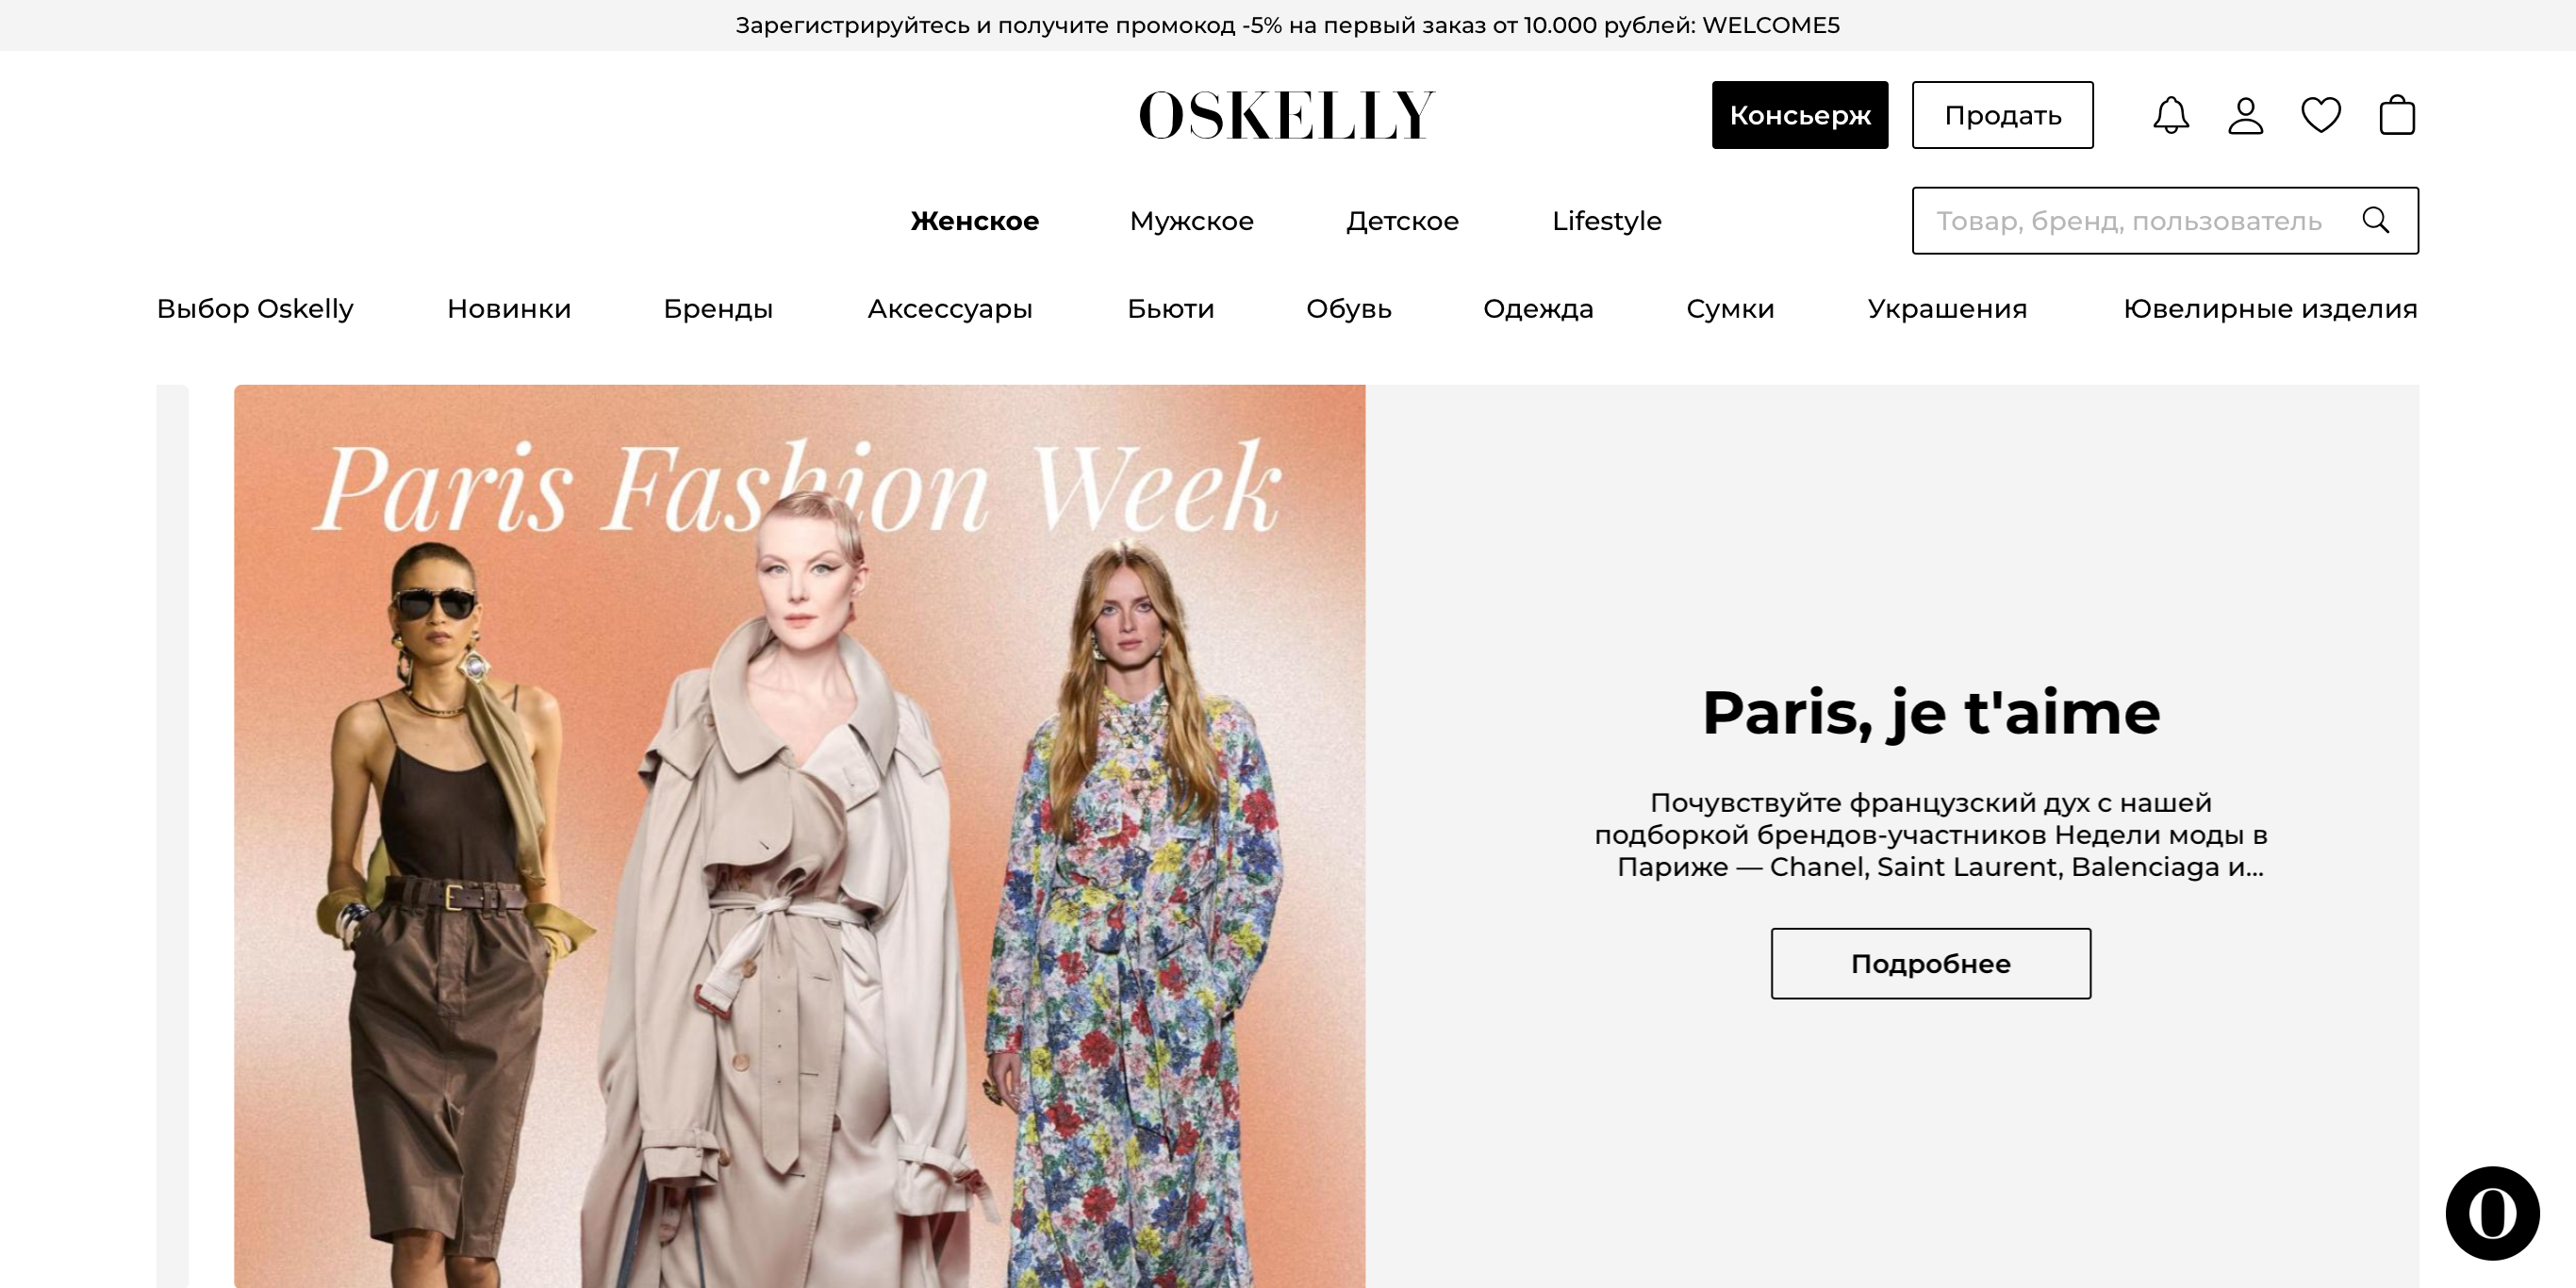 Зарегистрируйтесь и получите промокод -5% на первый заказ от 10.000 рублей: WELCOME5
OSKELLY
Консьерж
Продать
Женское
Мужское
Детское
Lifestyle
Товар, бренд, пользователь
Выбор Oskelly
Новинки
Бренды
Аксессуары
Бьюти
Обувь
Одежда
Сумки
Украшения
Ювелирные изделия
Paris Fashion Week
Paris, je t'aime
Почувствуйте французский дух с нашей
подборкой брендов-участников Недели моды в
Париже — Chanel, Saint Laurent, Balenciaga и...
Подробнее
O